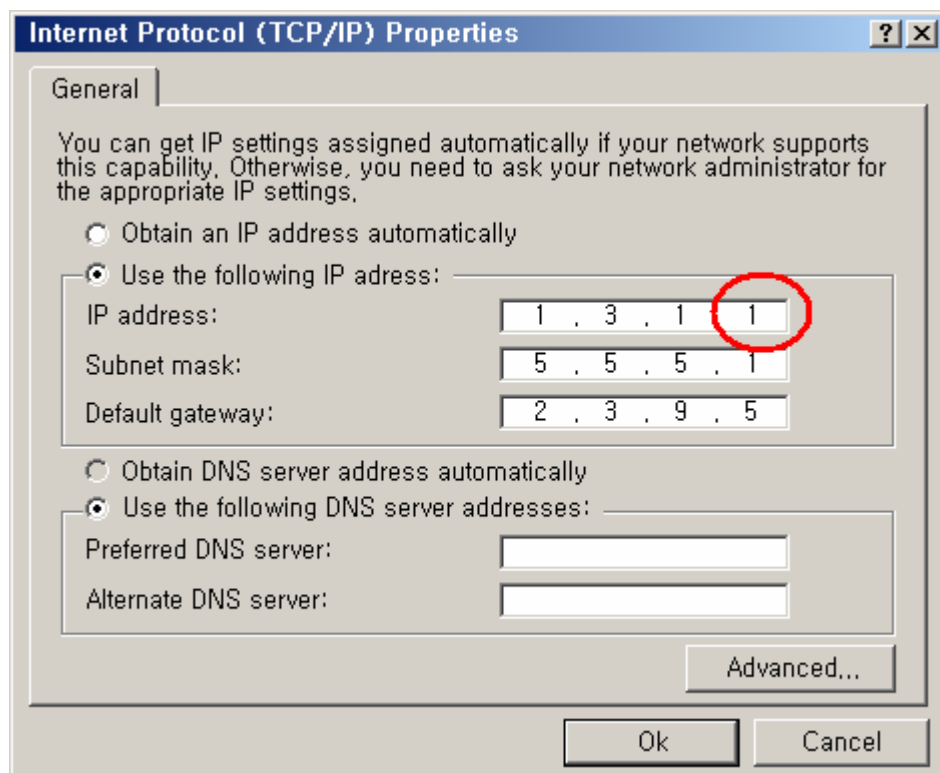 Internet Protocol (TCP/IP) Properties
? X
General
You can get IP settings assigned automatically if your network supports
this capability. Otherwise, you need to ask your network administrator for
the appropriate IP settings.
Obtain an IP address automatically
Use the following IP adress:
IP address: 1 . 3 . 1 1
Subnet mask: 5 . 5 . 5 . 1
Default gateway: 2 . 3 . 9 . 5
Obtain DNS server address automatically
Use the following DNS server addresses:
Preferred DNS server:
Alternate DNS server:
Advanced...
Ok Cancel